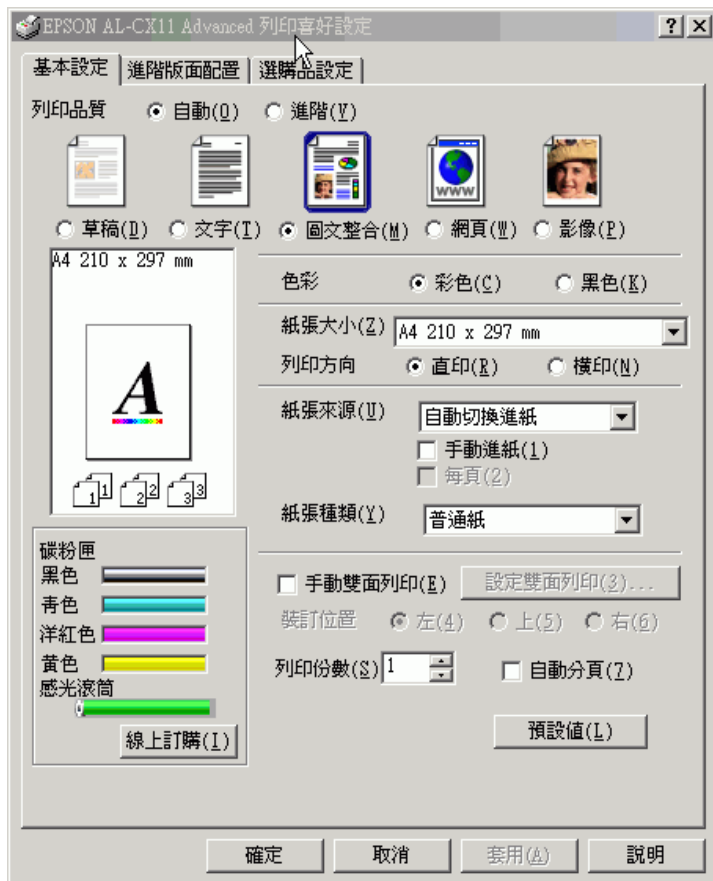 EPSON AL-CX11 Advanced 列印喜好設定
基本設定 進階版面配置 選購品設定
列印品質 自動(O) 進階(V)
WWW
草稿(D) 文字(T) 圖文整合(M) 網頁(W) 影像(P)
A4 210 x 297 mm
色彩 彩色(C) 黑色(K)
紙張大小(Z) A4 210 x 297 mm
列印方向 直印(R) 橫印(N)
A
紙張來源(U) 自動切換進紙
手動進紙(1)
每頁(2)
1 1 2 2 3 3
紙張種類(Y) 普通紙
碳粉匣
黑色
青色
洋紅色
黃色
感光滾筒
線上訂購(I)
手動雙面列印(E) 設定雙面列印(3)...
裝訂位置 左(4) 上(5) 右(6)
列印份數(S) 1 自動分頁(7)
預設值(L)
確定 取消 套用(A) 說明